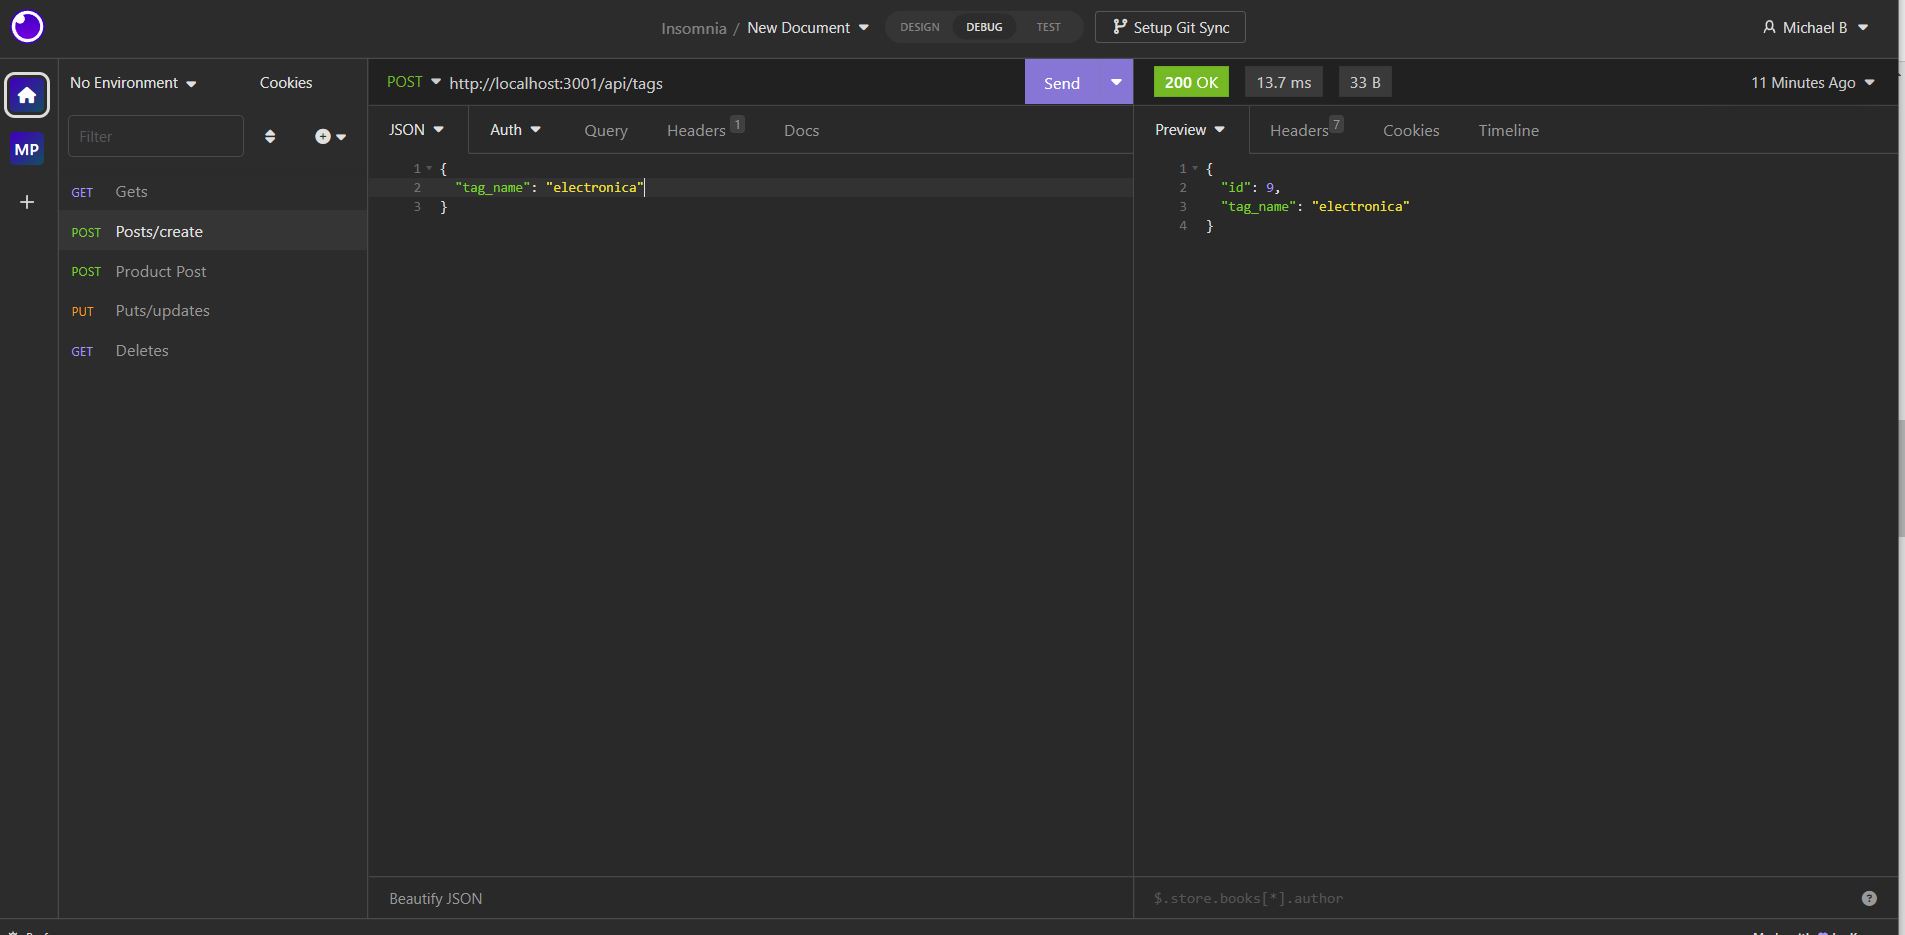 Insomnia / New Document
DESIGN DEBUG TEST
Setup Git Sync
Michael B
MP
No Environment
Cookies
Filter
GET Gets
POST Posts/create
POST Product Post
PUT Puts/updates
GET Deletes
POST http://localhost:3001/api/tags
Send
JSON Auth Query Headers 1 Docs
1 {
2 "tag_name": "electronica"
3 }
Beautify JSON
200 OK 13.7 ms 33 B
11 Minutes Ago
Preview Headers 7 Cookies Timeline
1 {
2 "id": 9,
3 "tag_name": "electronica"
4 }
$.store.books[*].author
?